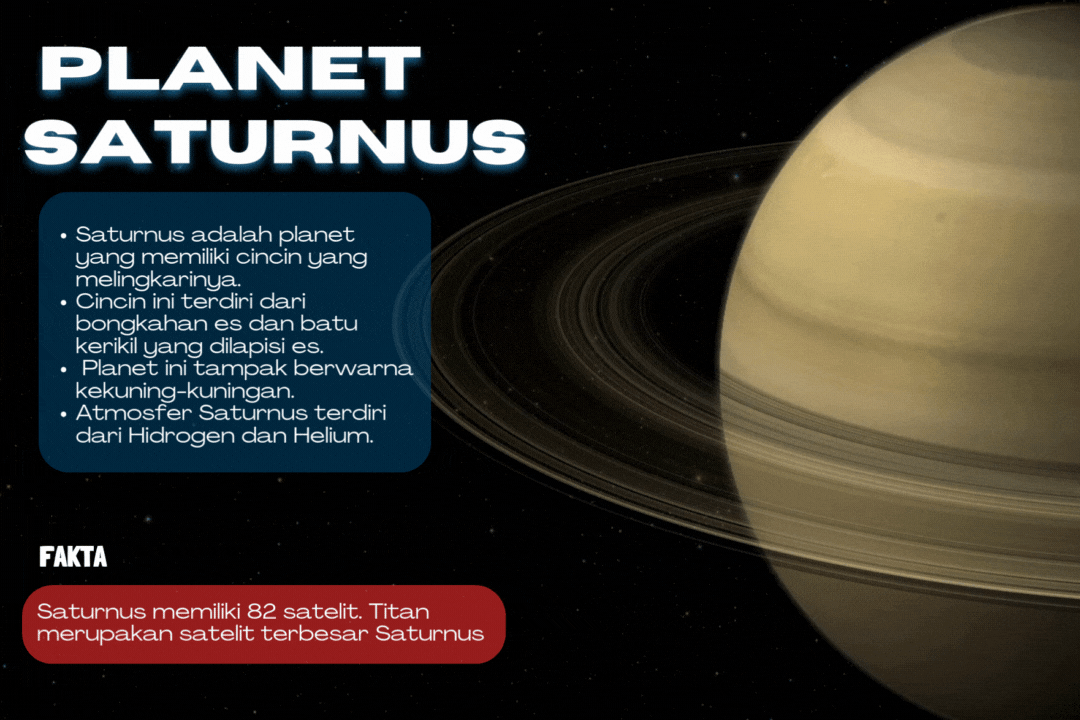 PLANET
SATURNUS
• Saturnus adalah planet
yang memiliki cincin yang
melingkarinya.
• Cincin ini terdiri dari
bongkahan es dan batu
kerikil yang dilapisi es.
• Planet ini tampak berwarna
kekuning-kuningan.
• Atmosfer Saturnus terdiri
dari Hidrogen dan Helium.
FAKTA
Saturnus memiliki 82 satelit. Titan
merupakan satelit terbesar Saturnus